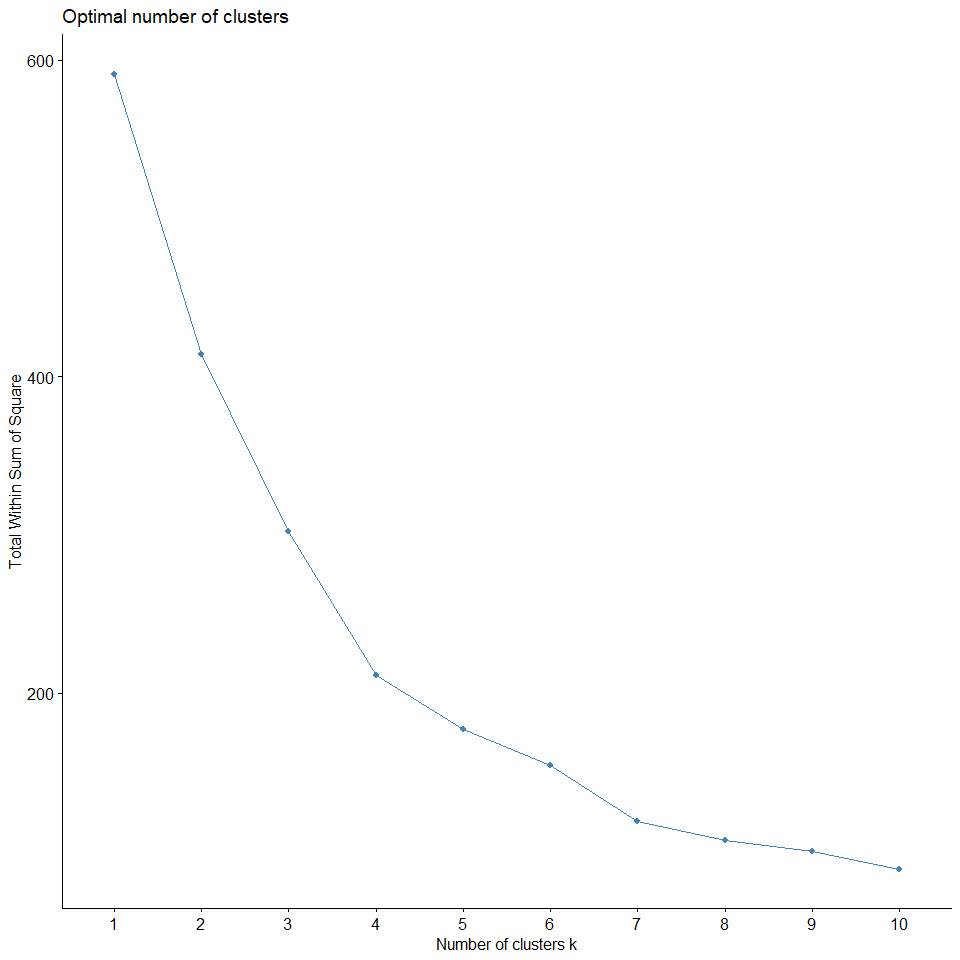 Optimal number of clusters
Total Within Sum of Square
600
400
200
1 2 3 4 5 6 7 8 9 10
Number of clusters k